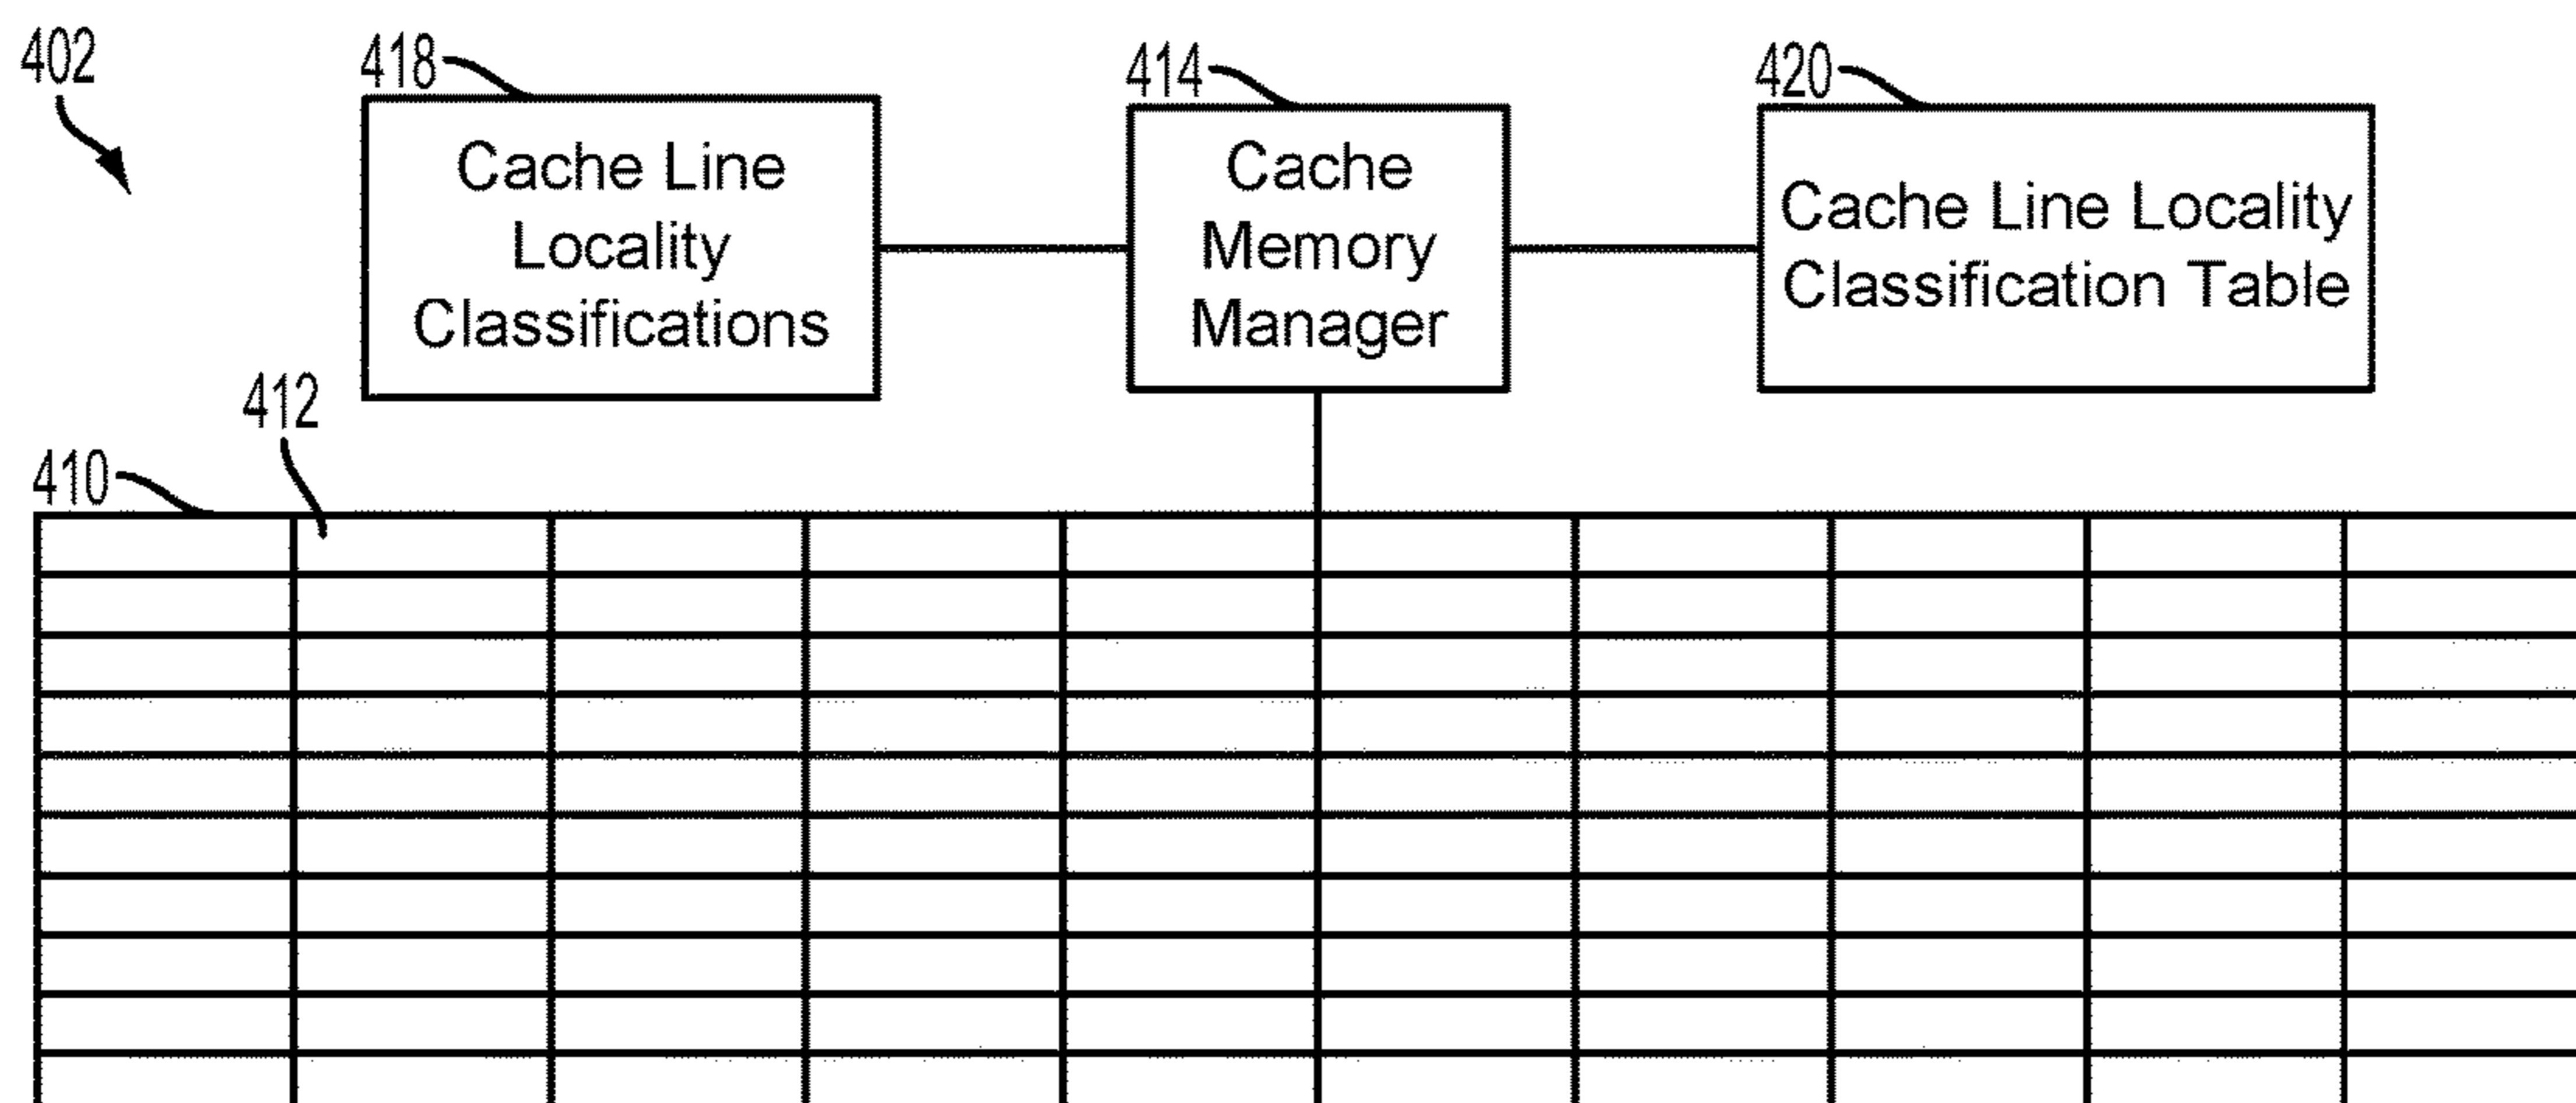 402
418
414
420
Cache Line
Locality
Classifications
Cache
Memory
Manager
Cache Line Locality
Classification Table
412
410